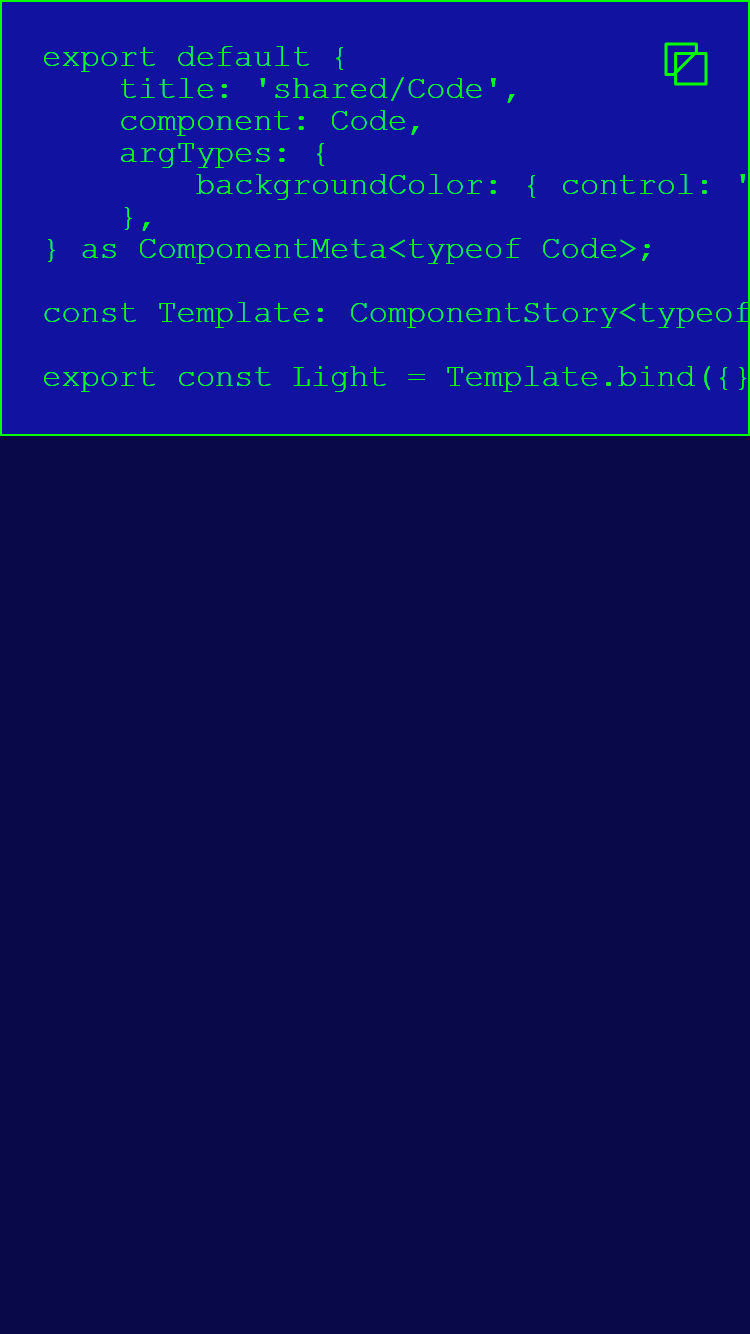 export default {
    title: 'shared/Code',
    component: Code,
    argTypes: {
        backgroundColor: { control: '
    },
} as ComponentMeta<typeof Code>;
const Template: ComponentStory<typeof
export const Light = Template.bind({}